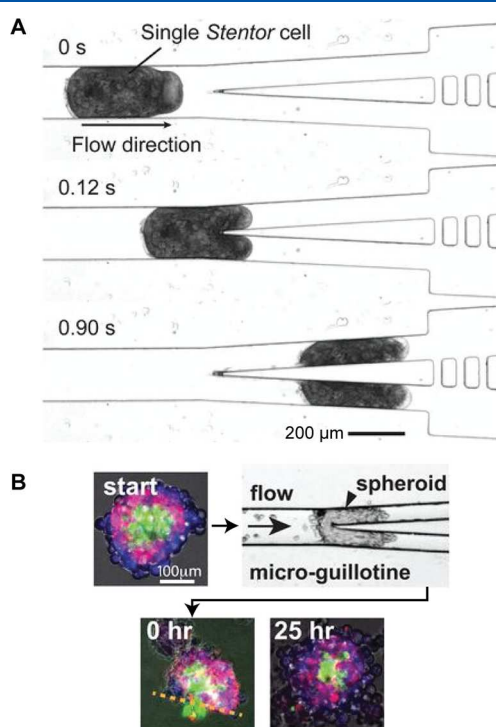 A
0 s
Single Stentor cell
Flow direction
0.12 s
0.90 s
200 μm
B
start
100μm
flow
spheroid
micro-guillotine
0 hr
25 hr